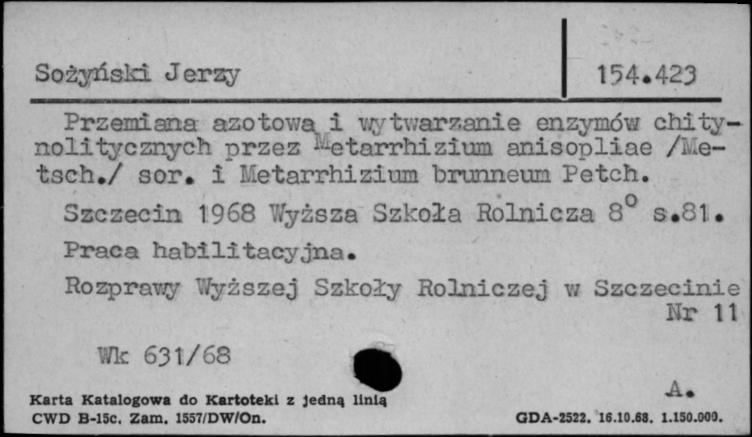 Sożyński Jerzy
154.423
Przemiana azotowa i wytwarzanie enzymów chity-
nolitycznych przez Metarrhizium anisopliae /Me-
tsch./ sor. i Metarrhizium brunneum Petch.
Szczecin 1968 Wyższa Szkoła Rolnicza 8° s.81.
Praca habilitacyjna.
Rozprawy Wyższej Szkoły Rolniczej w Szczecinie
Nr 11
Wk 631/68
A.
Karta Katalogowa do Kartoteki z jedną linią
CWD B-15c. Zam. 1557/DW/On.
GDA-2522. 16.10.68. 1.150.000.